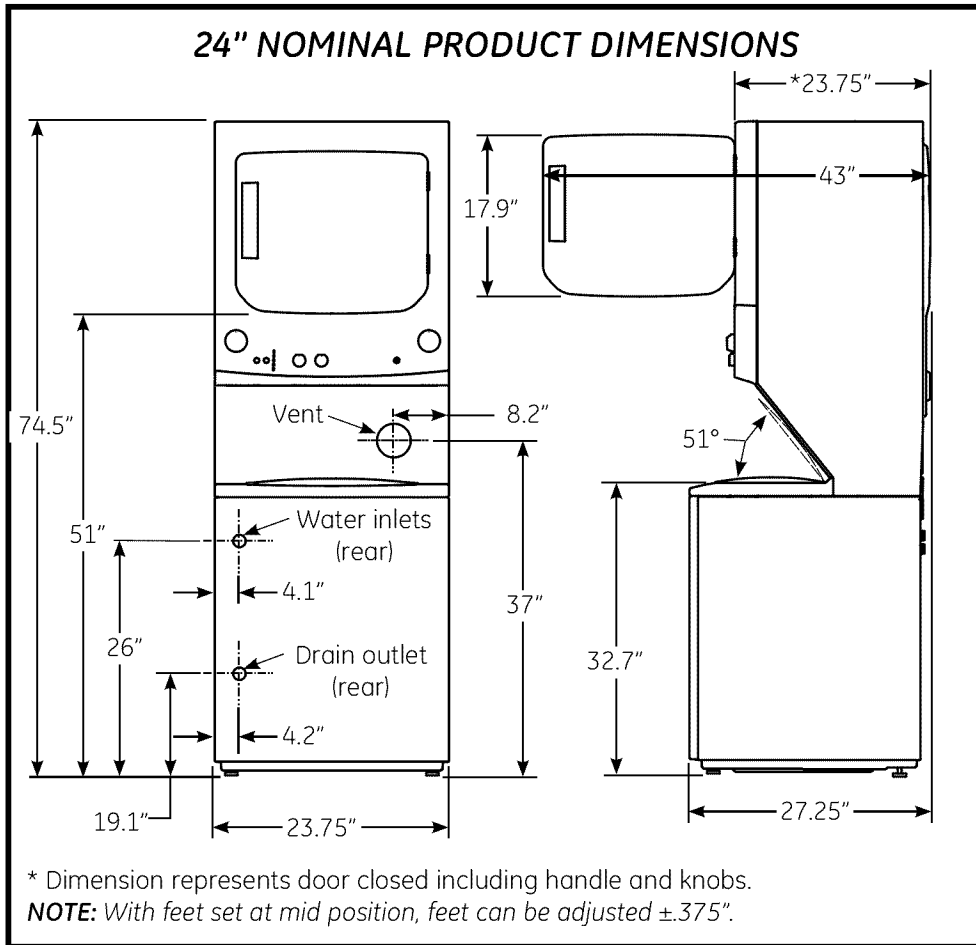 24" NOMINAL PRODUCT DIMENSIONS
*23.75"
43"
17.9"
74.5"
Vent
8.2"
51°
51"
Water inlets
(rear)
4.1"
37"
26"
Drain outlet
(rear)
32.7"
4.2"
19.1"
23.75"
27.25"
* Dimension represents door closed including handle and knobs.
NOTE: With feet set at mid position, feet can be adjusted ±.375".